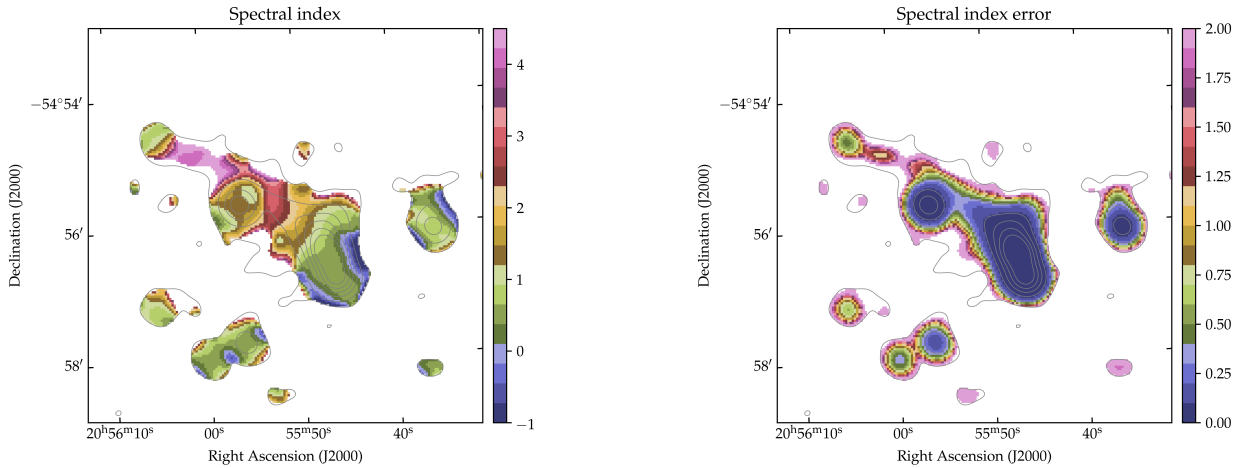 Spectral index
−54°54′
56′
58′
20ʰ56ᵐ10ˢ
00ˢ
55ᵐ50ˢ
40ˢ
Right Ascension (J2000)
Declination (J2000)
4
3
2
1
0
−1
Spectral index error
−54°54′
56′
58′
20ʰ56ᵐ10ˢ
00ˢ
55ᵐ50ˢ
40ˢ
Right Ascension (J2000)
Declination (J2000)
2.00
1.75
1.50
1.25
1.00
0.75
0.50
0.25
0.00